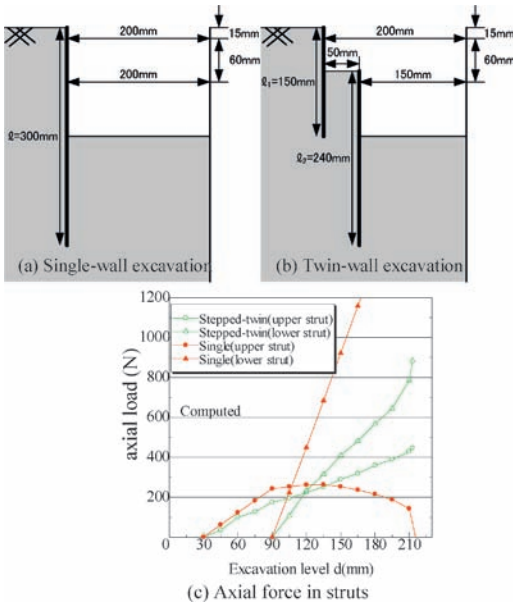 200mm
15mm
60mm
200mm
ℓ=300mm
(a) Single-wall excavation
200mm
15mm
50mm
60mm
ℓ₁=150mm
150mm
ℓ₂=240mm
(b) Twin-wall excavation
1200
1000
800
600
400
200
0
axial load (N)
Stepped-twin(upper strut)
Stepped-twin(lower strut)
Single(upper strut)
Single(lower strut)
Computed
30 60 90 120 150 180 210
Excavation level d(mm)
(c) Axial force in struts